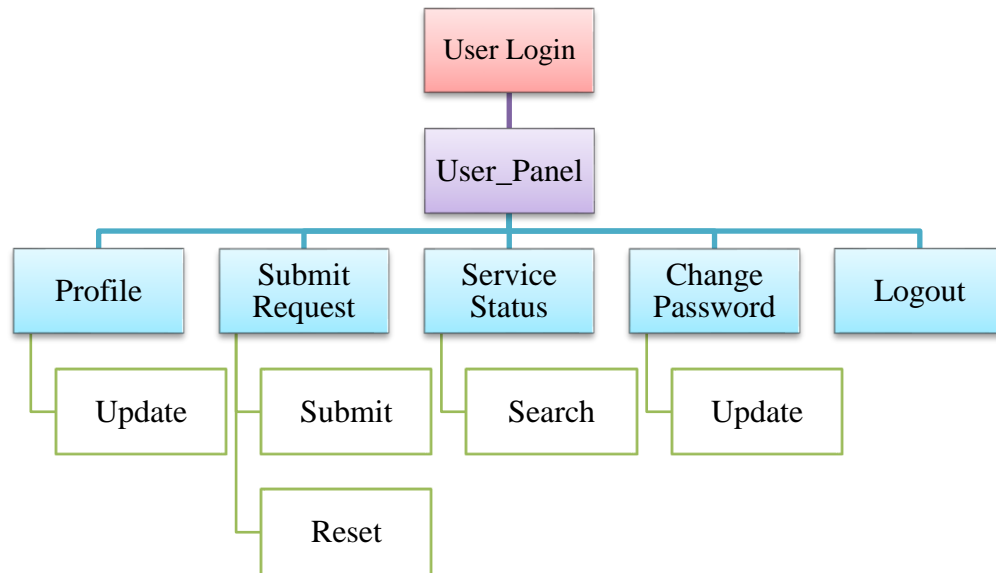 User Login
User_Panel
Profile
Submit
Request
Service
Status
Change
Password
Logout
Update
Submit
Search
Update
Reset